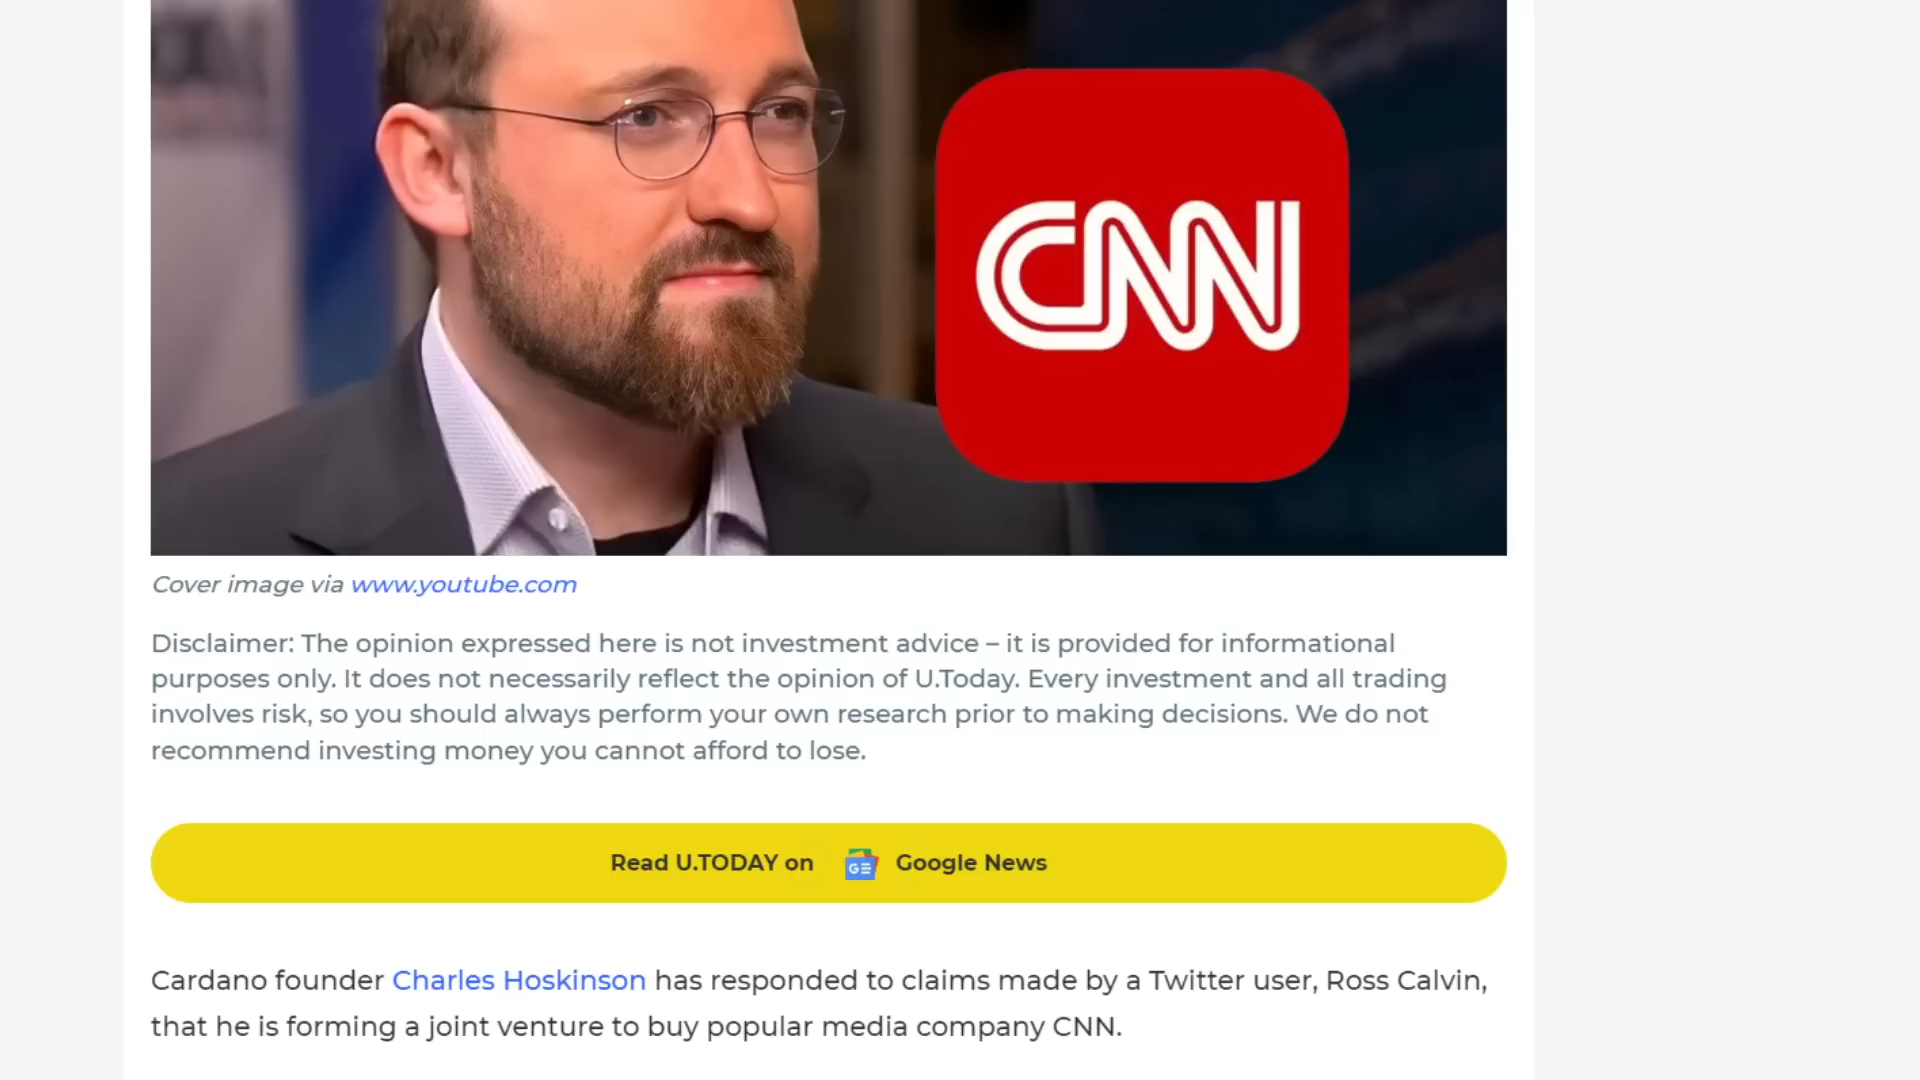 CNN
Cover image via www.youtube.com
Disclaimer: The opinion expressed here is not investment advice – it is provided for informational
purposes only. It does not necessarily reflect the opinion of U.Today. Every investment and all trading
involves risk, so you should always perform your own research prior to making decisions. We do not
recommend investing money you cannot afford to lose.
Read U.TODAY on GE Google News
Cardano founder Charles Hoskinson has responded to claims made by a Twitter user, Ross Calvin,
that he is forming a joint venture to buy popular media company CNN.